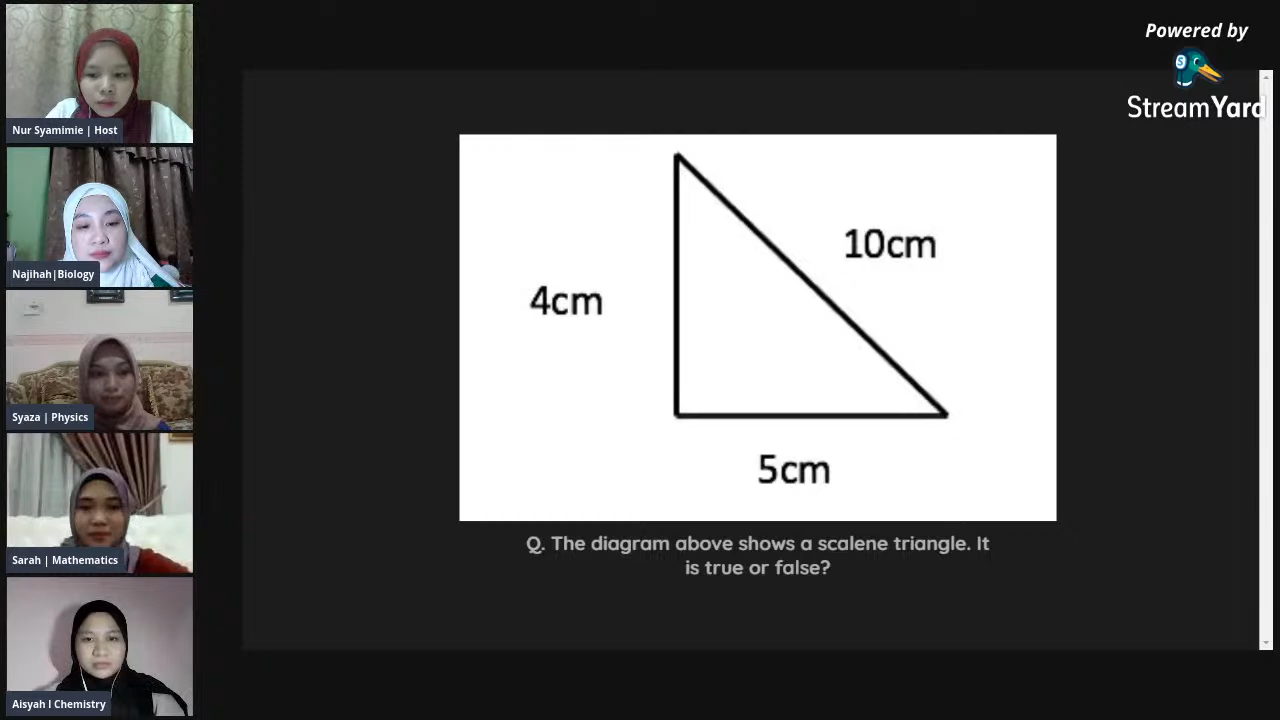 Powered by
StreamYard
Nur Syamimie | Host
Najihah|Biology
Syaza | Physics
Sarah | Mathematics
Aisyah I Chemistry
10cm
4cm
5cm
Q. The diagram above shows a scalene triangle. It
is true or false?